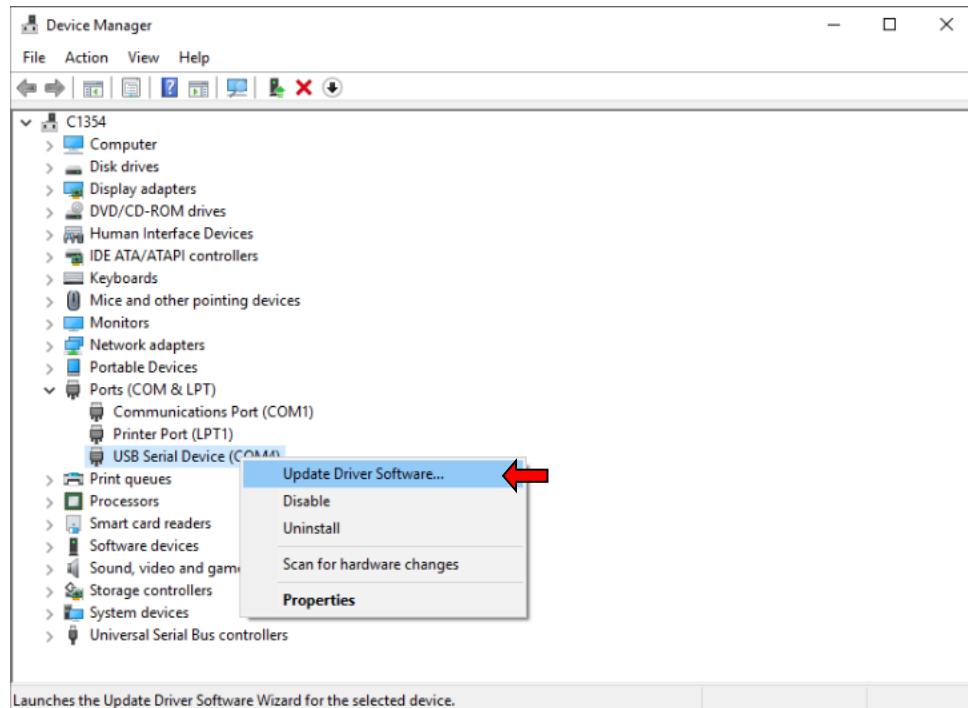 Device Manager
File Action View Help
C1354
Computer
Disk drives
Display adapters
DVD/CD-ROM drives
Human Interface Devices
IDE ATA/ATAPI controllers
Keyboards
Mice and other pointing devices
Monitors
Network adapters
Portable Devices
Ports (COM & LPT)
Communications Port (COM1)
Printer Port (LPT1)
USB Serial Device (COM4)
Update Driver Software...
Print queues
Disable
Processors
Uninstall
Smart card readers
Software devices
Scan for hardware changes
Sound, video and game
Storage controllers
Properties
System devices
Universal Serial Bus controllers
Launches the Update Driver Software Wizard for the selected device.